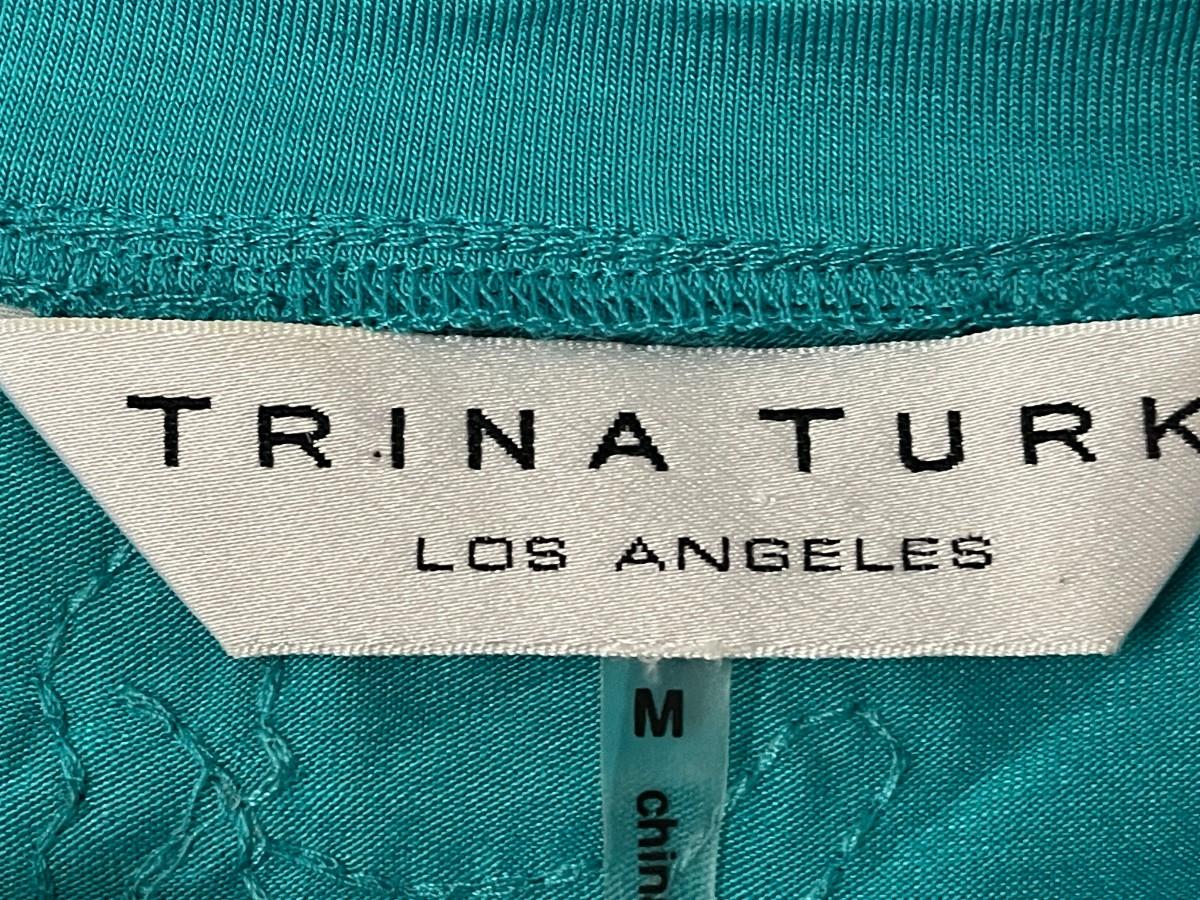 TRINA TURK
LOS ANGELES
M
chin